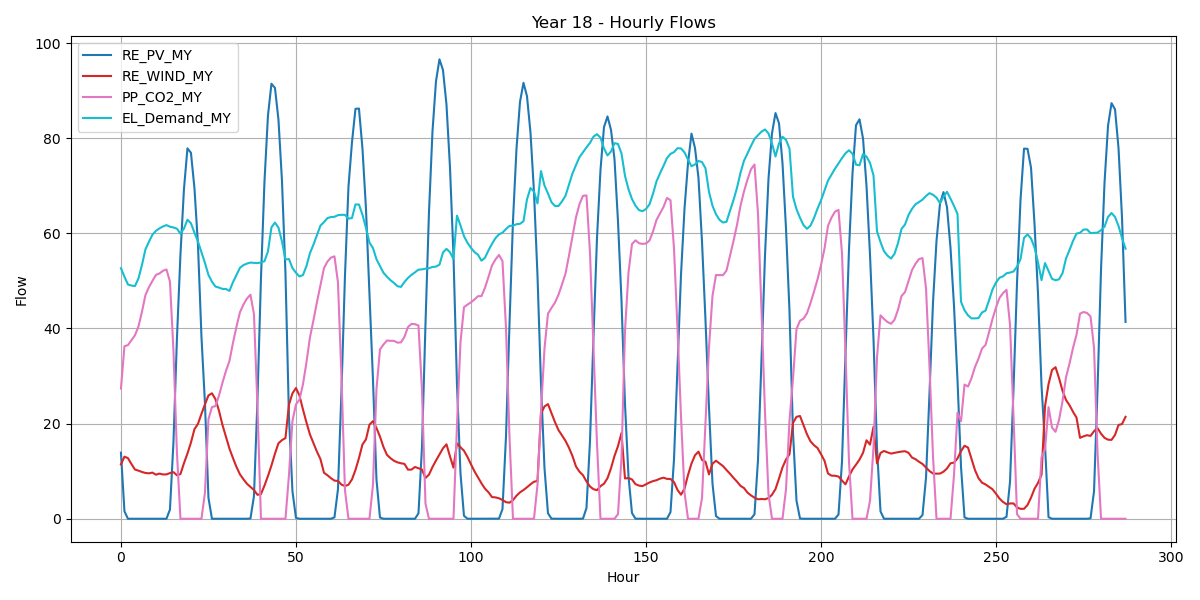 Year 18 - Hourly Flows
RE_PV_MY
RE_WIND_MY
PP_CO2_MY
EL_Demand_MY
100
80
60
40
20
0
Flow
0 50 100 150 200 250 300
Hour